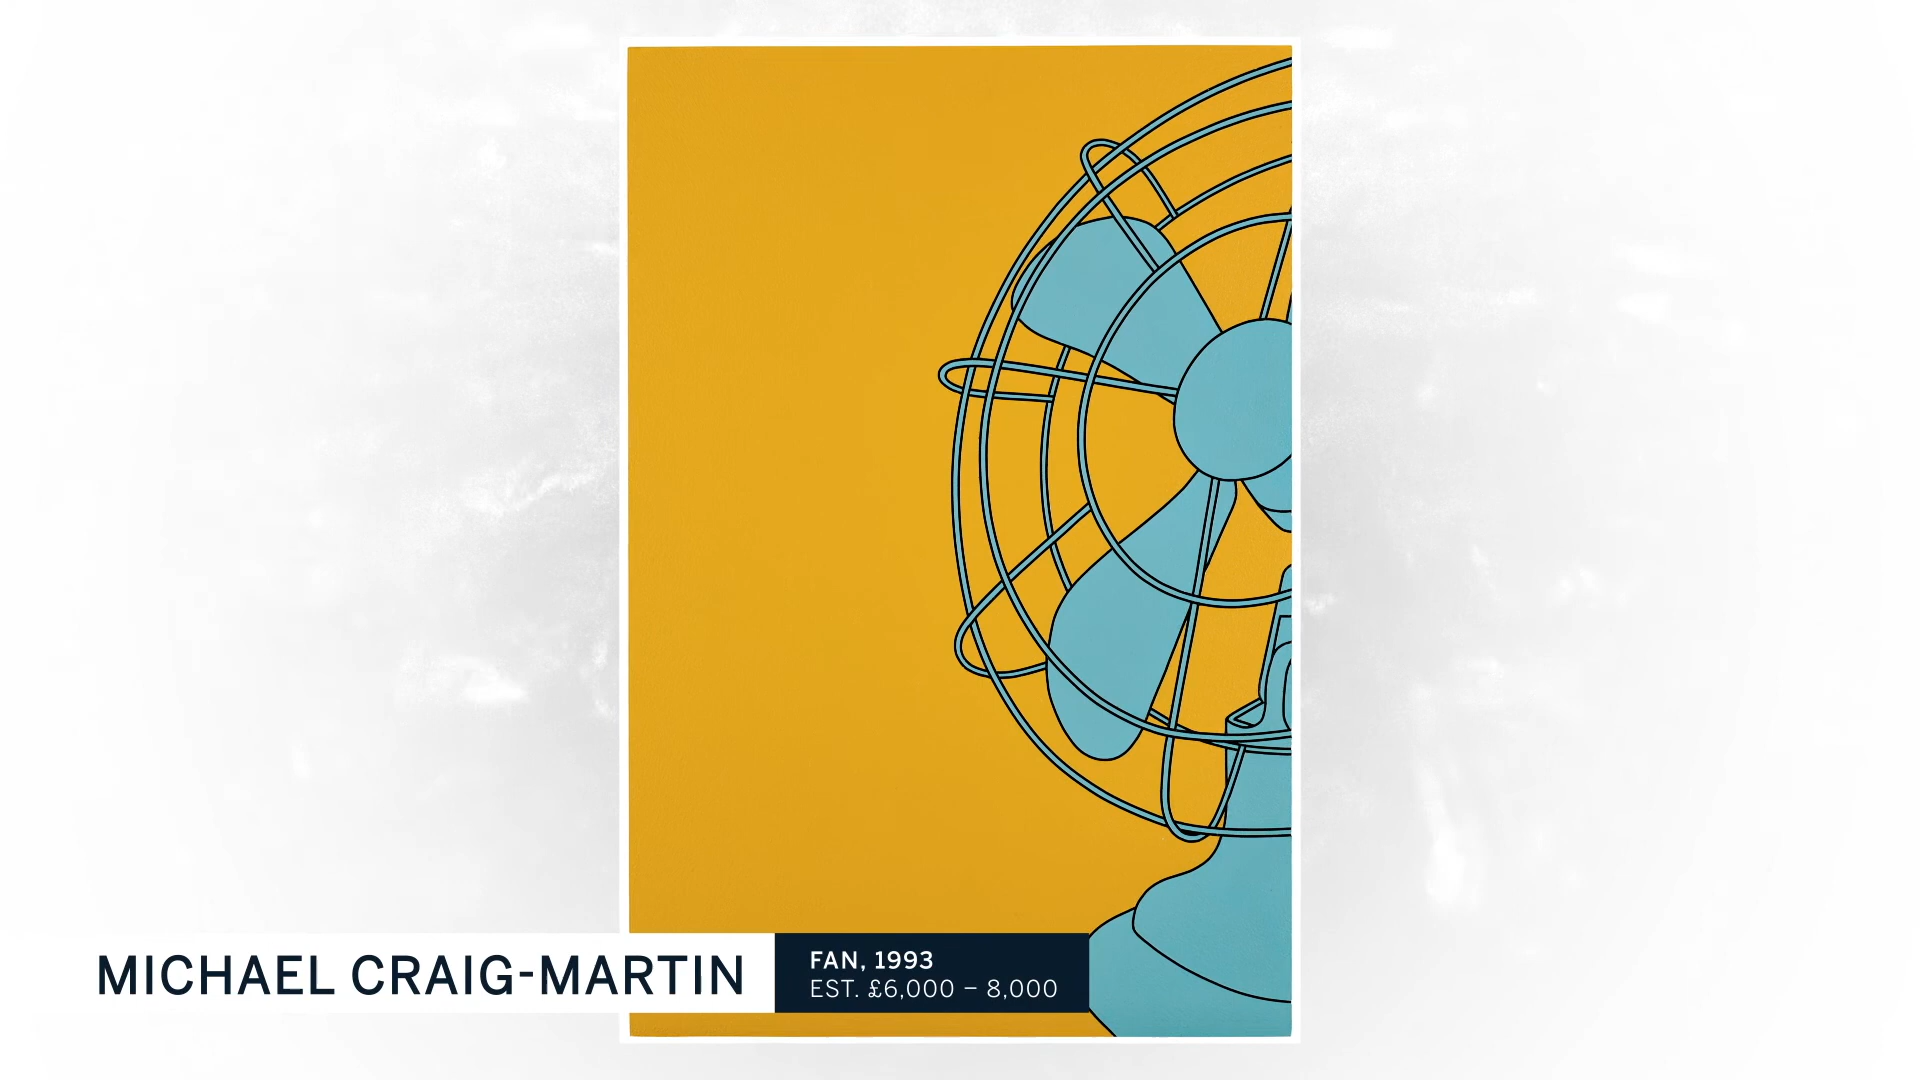 MICHAEL CRAIG-MARTIN
FAN, 1993
EST. £6,000 – 8,000